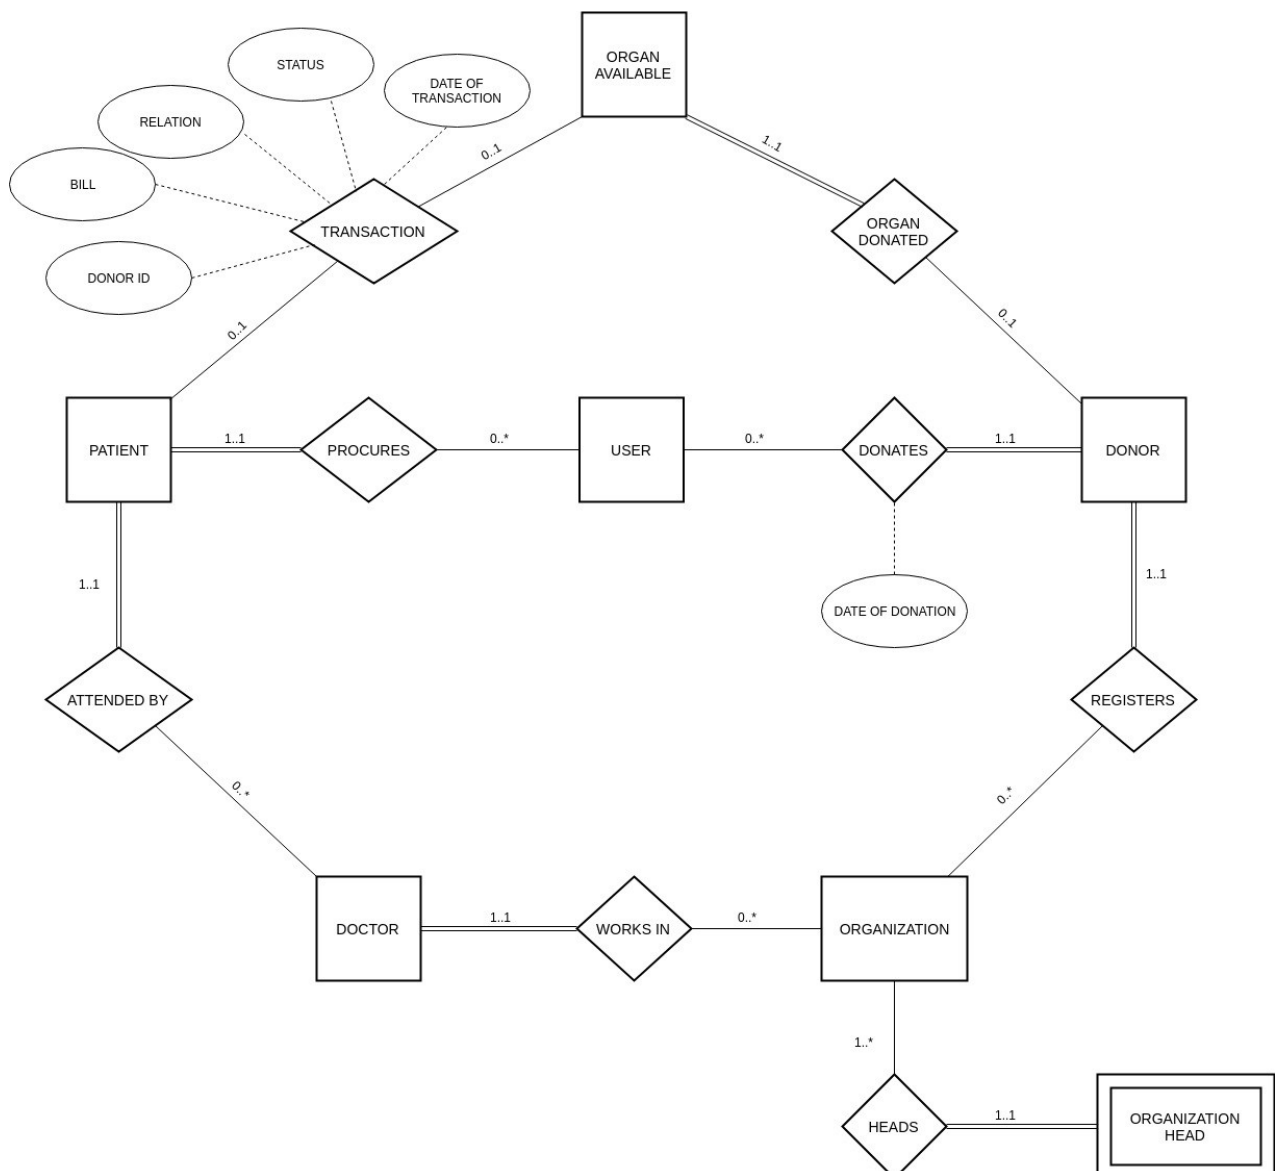 ORGAN
AVAILABLE
STATUS
DATE OF
TRANSACTION
RELATION
BILL
DONOR ID
TRANSACTION
0..1
1..1
ORGAN
DONATED
0..1
0..1
PATIENT
1..1
PROCURES
0..*
USER
0..*
DONATES
1..1
DONOR
1..1
1..1
DATE OF DONATION
ATTENDED BY
REGISTERS
0..*
0..*
DOCTOR
1..1
WORKS IN
0..*
ORGANIZATION
1..*
HEADS
1..1
ORGANIZATION
HEAD